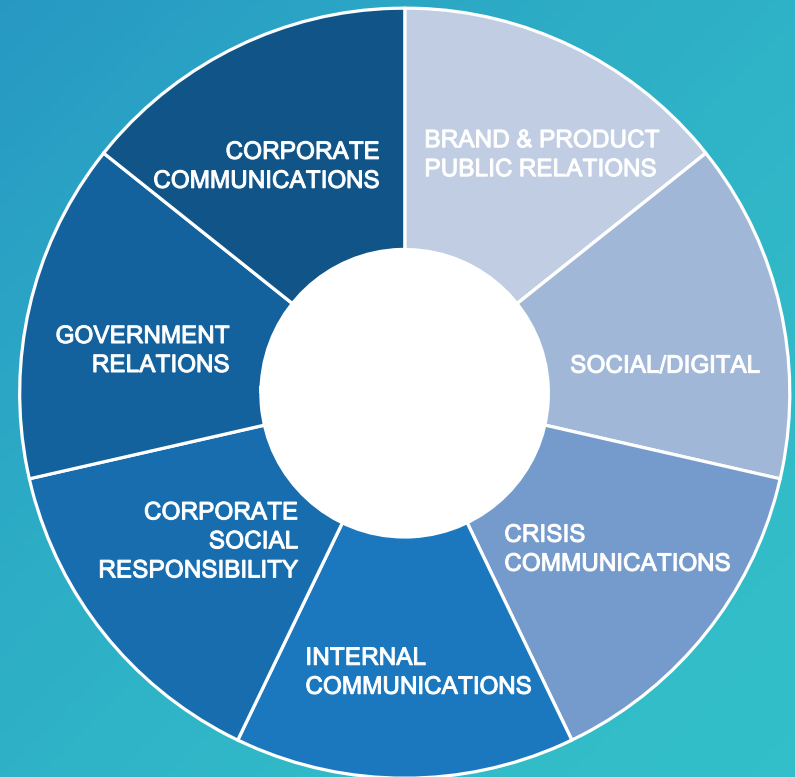 CORPORATE
COMMUNICATIONS
BRAND & PRODUCT
PUBLIC RELATIONS
GOVERNMENT
RELATIONS
SOCIAL/DIGITAL
CORPORATE
SOCIAL
RESPONSIBILITY
CRISIS
COMMUNICATIONS
INTERNAL
COMMUNICATIONS